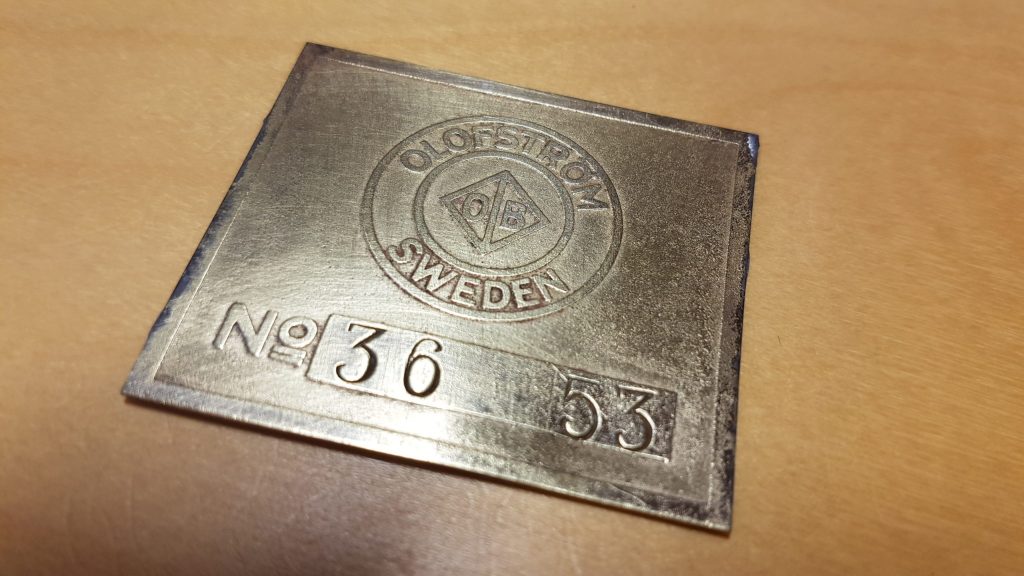 OLOFSTRÖM
OB
SWEDEN
No 36 53